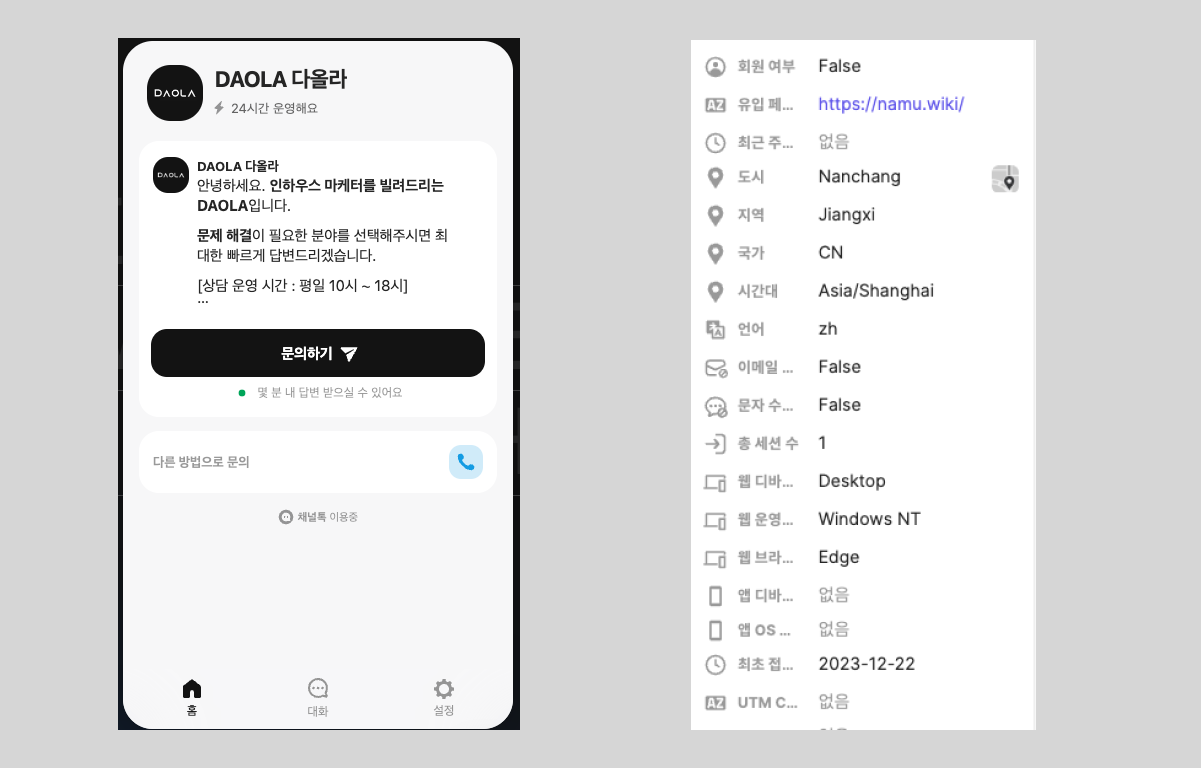 DAOLA
DAOLA 다올라
24시간 운영해요
DAOLA
DAOLA 다올라
안녕하세요. 인하우스 마케터를 빌려드리는
DAOLA입니다.
문제 해결이 필요한 분야를 선택해주시면 최
대한 빠르게 답변드리겠습니다.
[상담 운영 시간 : 평일 10시 ~ 18시]
...
문의하기
몇 분 내 답변 받으실 수 있어요
다른 방법으로 문의
채널톡 이용중
홈
대화
설정
회원 여부 False
AZ 유입 페... https://namu.wiki/
최근 주... 없음
도시 Nanchang
지역 Jiangxi
국가 CN
시간대 Asia/Shanghai
언어 zh
이메일 ... False
문자 수... False
총 세션 수 1
웹 디바... Desktop
웹 운영... Windows NT
웹 브라... Edge
앱 디바... 없음
앱 OS ... 없음
최초 접... 2023-12-22
AZ UTM C... 없음